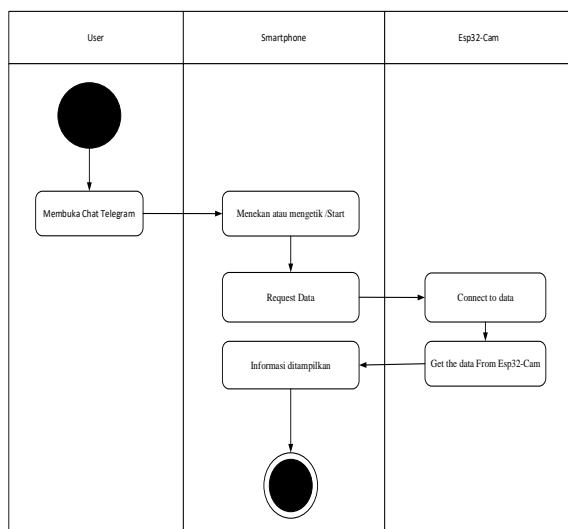 User
Smartphone
Esp32-Cam
Membuka Chat Telegram
Menekan atau mengetik /Start
Request Data
Connect to data
Informasi ditampilkan
Get the data From Esp32-Cam